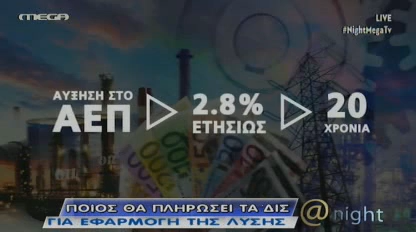 MEGA
LIVE
#NightMegaTv
ΑΥΞΗΣΗ ΣΤΟ
ΑΕΠ
2.8%
ΕΤΗΣΙΩΣ
20
ΧΡΟΝΙΑ
ΠΟΙΟΣ ΘΑ ΠΛΗΡΩΣΕΙ ΤΑ ΔΙΣ
ΓΙΑ ΕΦΑΡΜΟΓΗ ΤΗΣ ΛΥΣΗΣ
@night